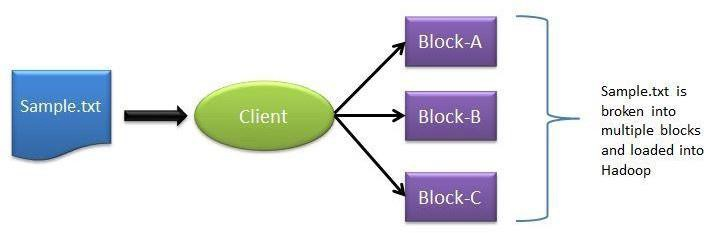 Sample.txt
Client
Block-A
Block-B
Block-C
Sample.txt is
broken into
multiple blocks
and loaded into
Hadoop